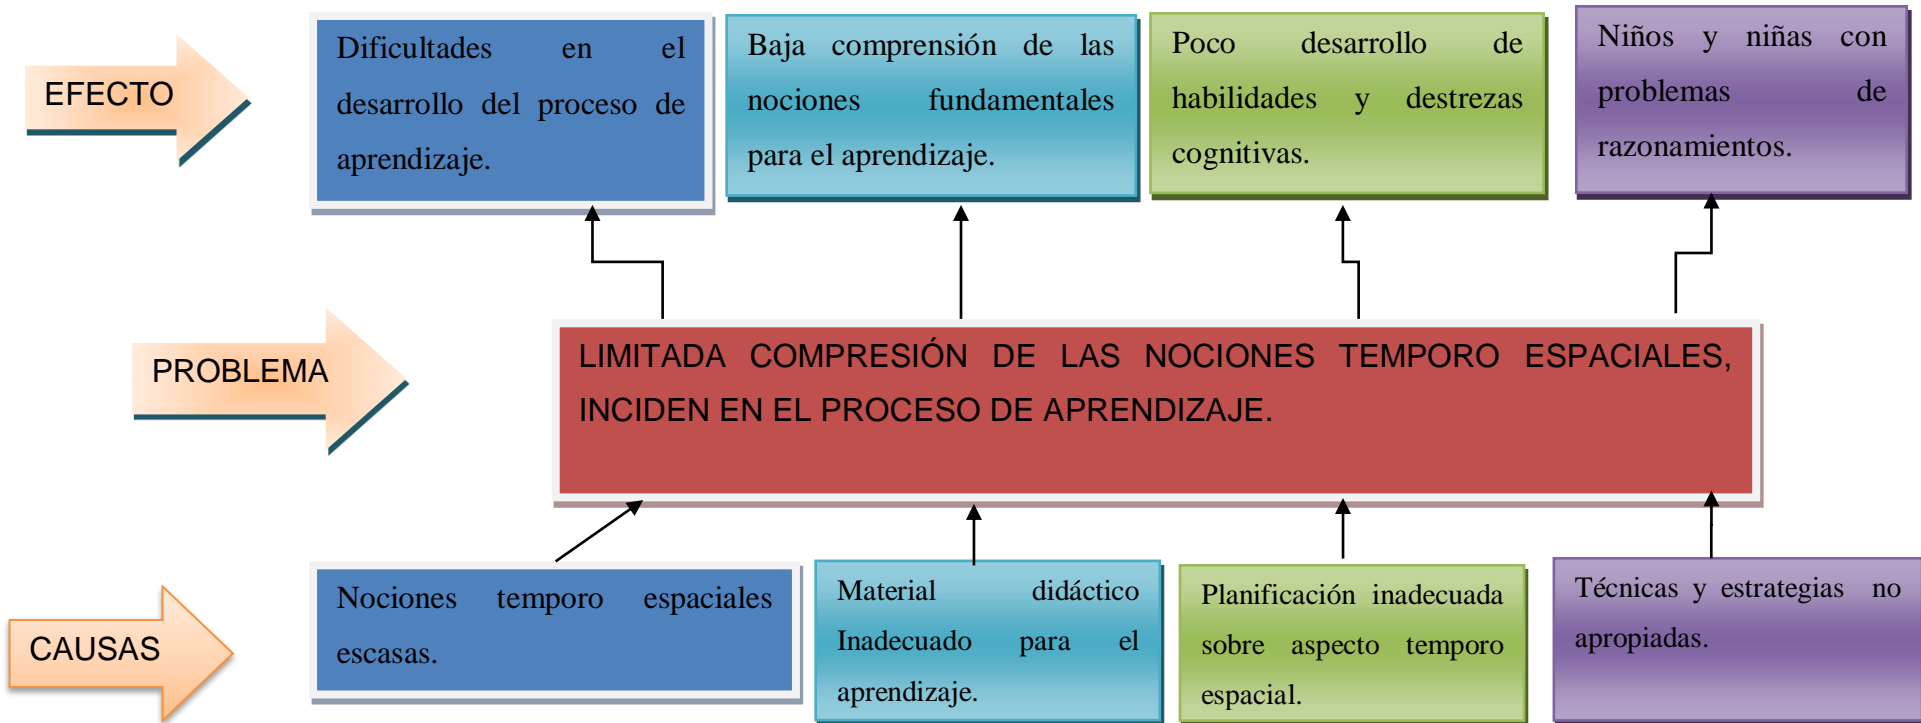 EFECTO
Dificultades en el
desarrollo del proceso de
aprendizaje.
Baja comprensión de las
nociones fundamentales
para el aprendizaje.
Poco desarrollo de
habilidades y destrezas
cognitivas.
Niños y niñas con
problemas de
razonamientos.
PROBLEMA
LIMITADA COMPRESIÓN DE LAS NOCIONES TEMPORO ESPACIALES,
INCIDEN EN EL PROCESO DE APRENDIZAJE.
CAUSAS
Nociones temporo espaciales
escasas.
Material didáctico
Inadecuado para el
aprendizaje.
Planificación inadecuada
sobre aspecto temporo
espacial.
Técnicas y estrategias no
apropiadas.